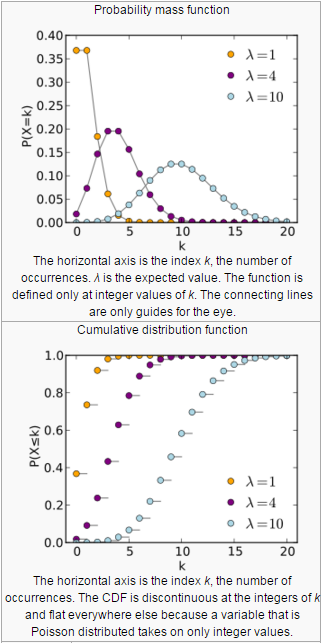 Probability mass function
0.40
0.35
0.30
0.25
0.20
0.15
0.10
0.05
0.00
P(X=k)
λ=1
λ=4
λ=10
0 5 10 15 20
k
The horizontal axis is the index k, the number of
occurrences. λ is the expected value. The function is
defined only at integer values of k. The connecting lines
are only guides for the eye.
Cumulative distribution function
1.0
0.8
0.6
0.4
0.2
0.0
P(X≤k)
λ=1
λ=4
λ=10
0 5 10 15 20
k
The horizontal axis is the index k, the number of
occurrences. The CDF is discontinuous at the integers of k
and flat everywhere else because a variable that is
Poisson distributed takes on only integer values.